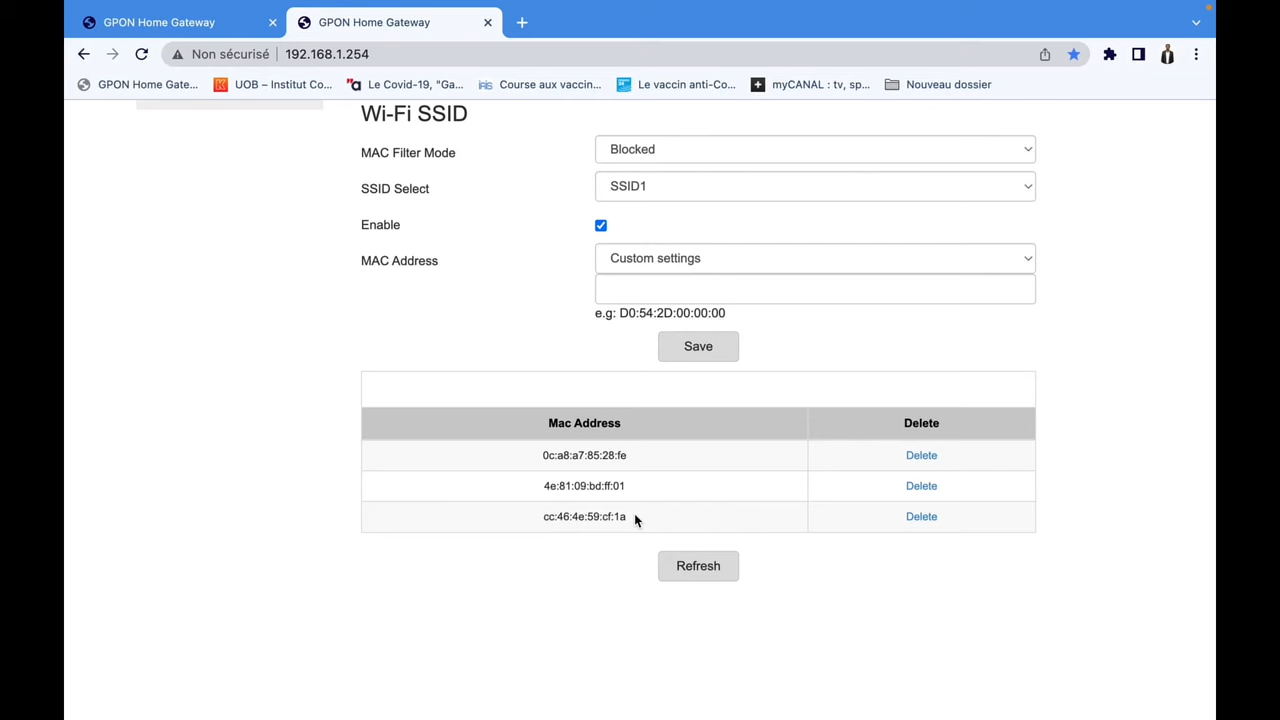 GPON Home Gateway
GPON Home Gateway
Non sécurisé 192.168.1.254
GPON Home Gate... UOB – Institut Co... Le Covid-19, "Ga... Course aux vaccin... Le vaccin anti-Co... myCANAL : tv, sp... Nouveau dossier
Wi-Fi SSID
MAC Filter Mode Blocked
SSID Select SSID1
Enable
MAC Address Custom settings
e.g: D0:54:2D:00:00:00
Save
Mac Address Delete
0c:a8:a7:85:28:fe Delete
4e:81:09:bd:ff:01 Delete
cc:46:4e:59:cf:1a Delete
Refresh